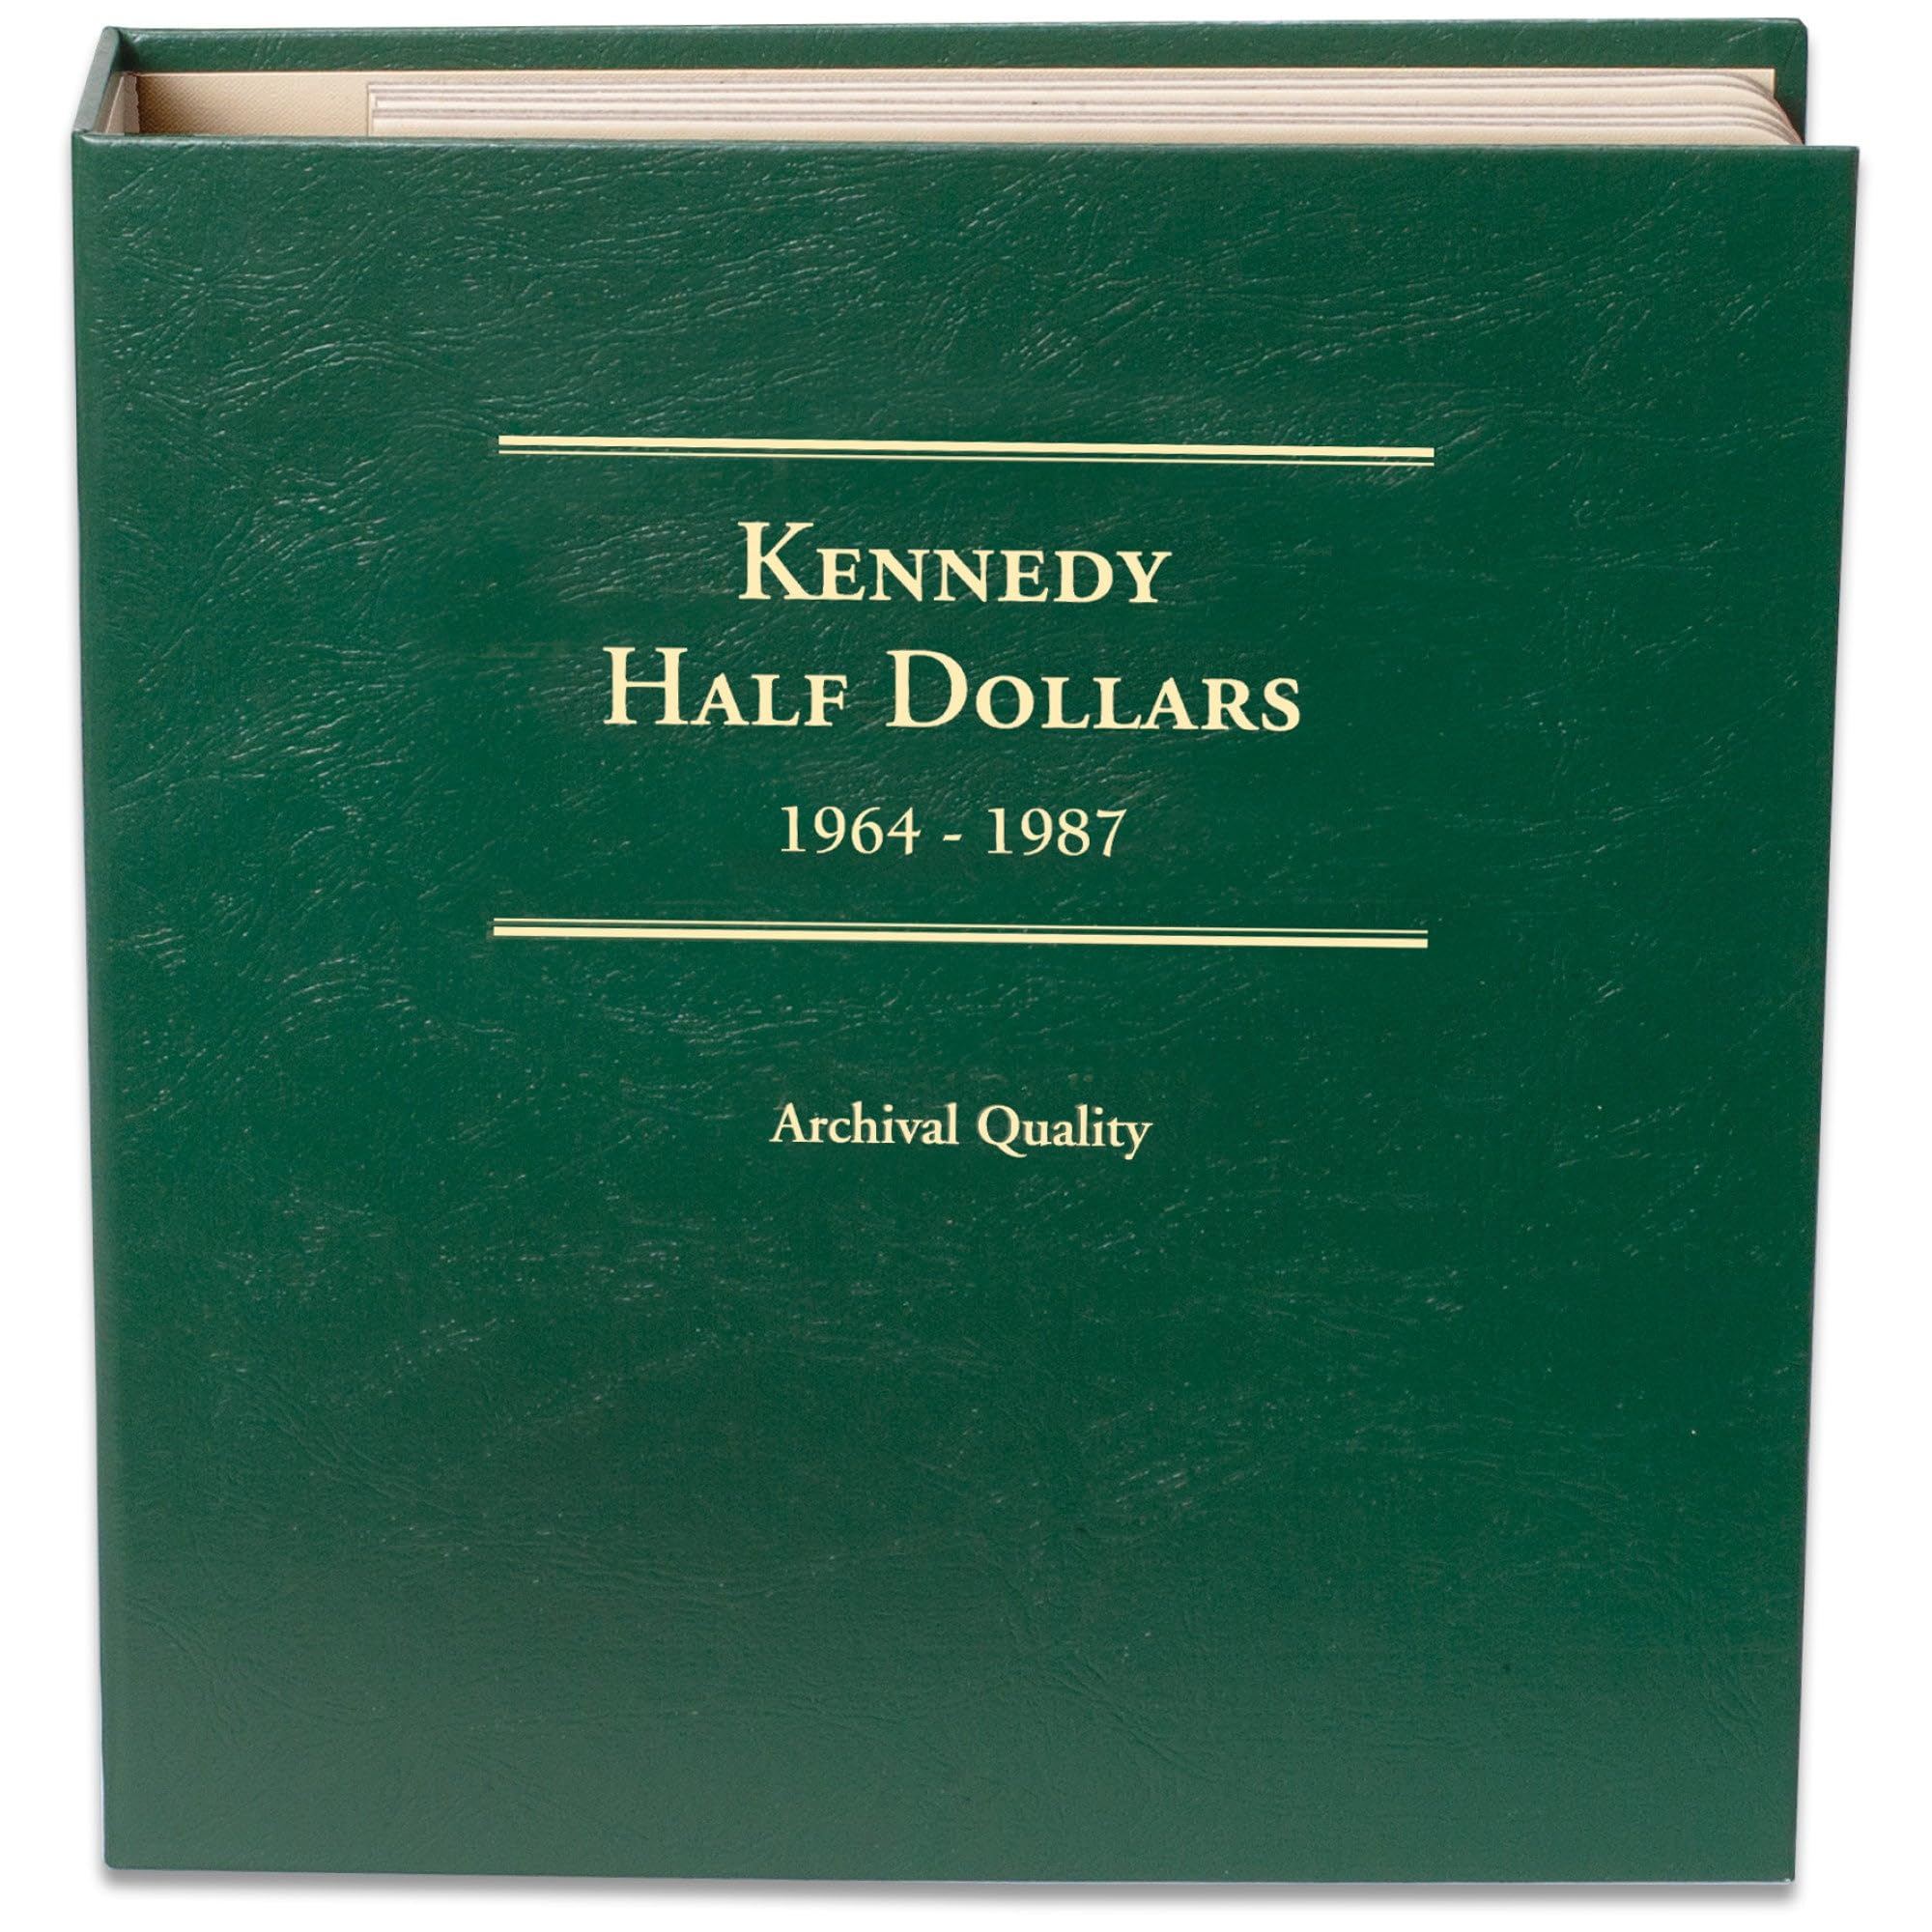 KENNEDY
HALF DOLLARS
1964 - 1987
Archival Quality